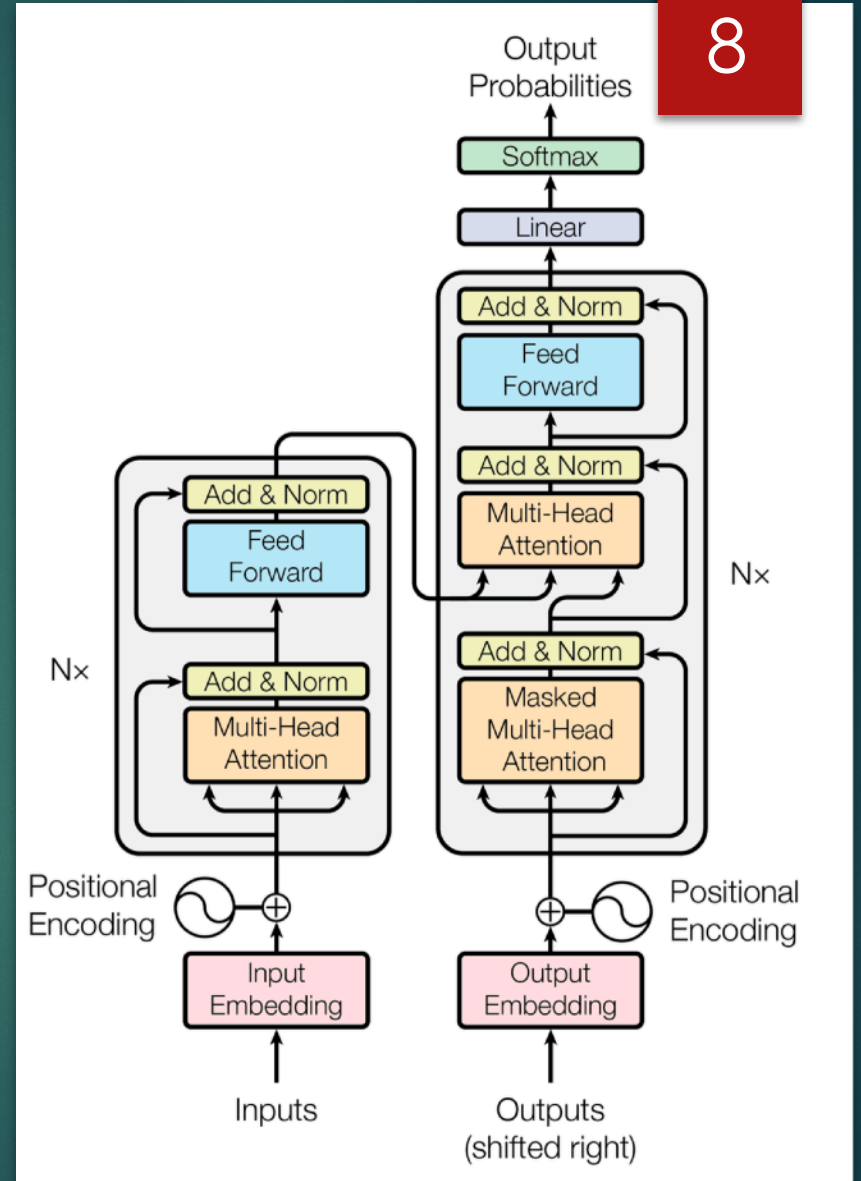 8
Output
Probabilities
Softmax
Linear
Add & Norm
Feed
Forward
Add & Norm
Multi-Head
Attention
Nx
Add & Norm
Masked
Multi-Head
Attention
Add & Norm
Feed
Forward
Nx
Add & Norm
Multi-Head
Attention
Positional
Encoding
Positional
Encoding
Input
Embedding
Output
Embedding
Inputs
Outputs
(shifted right)